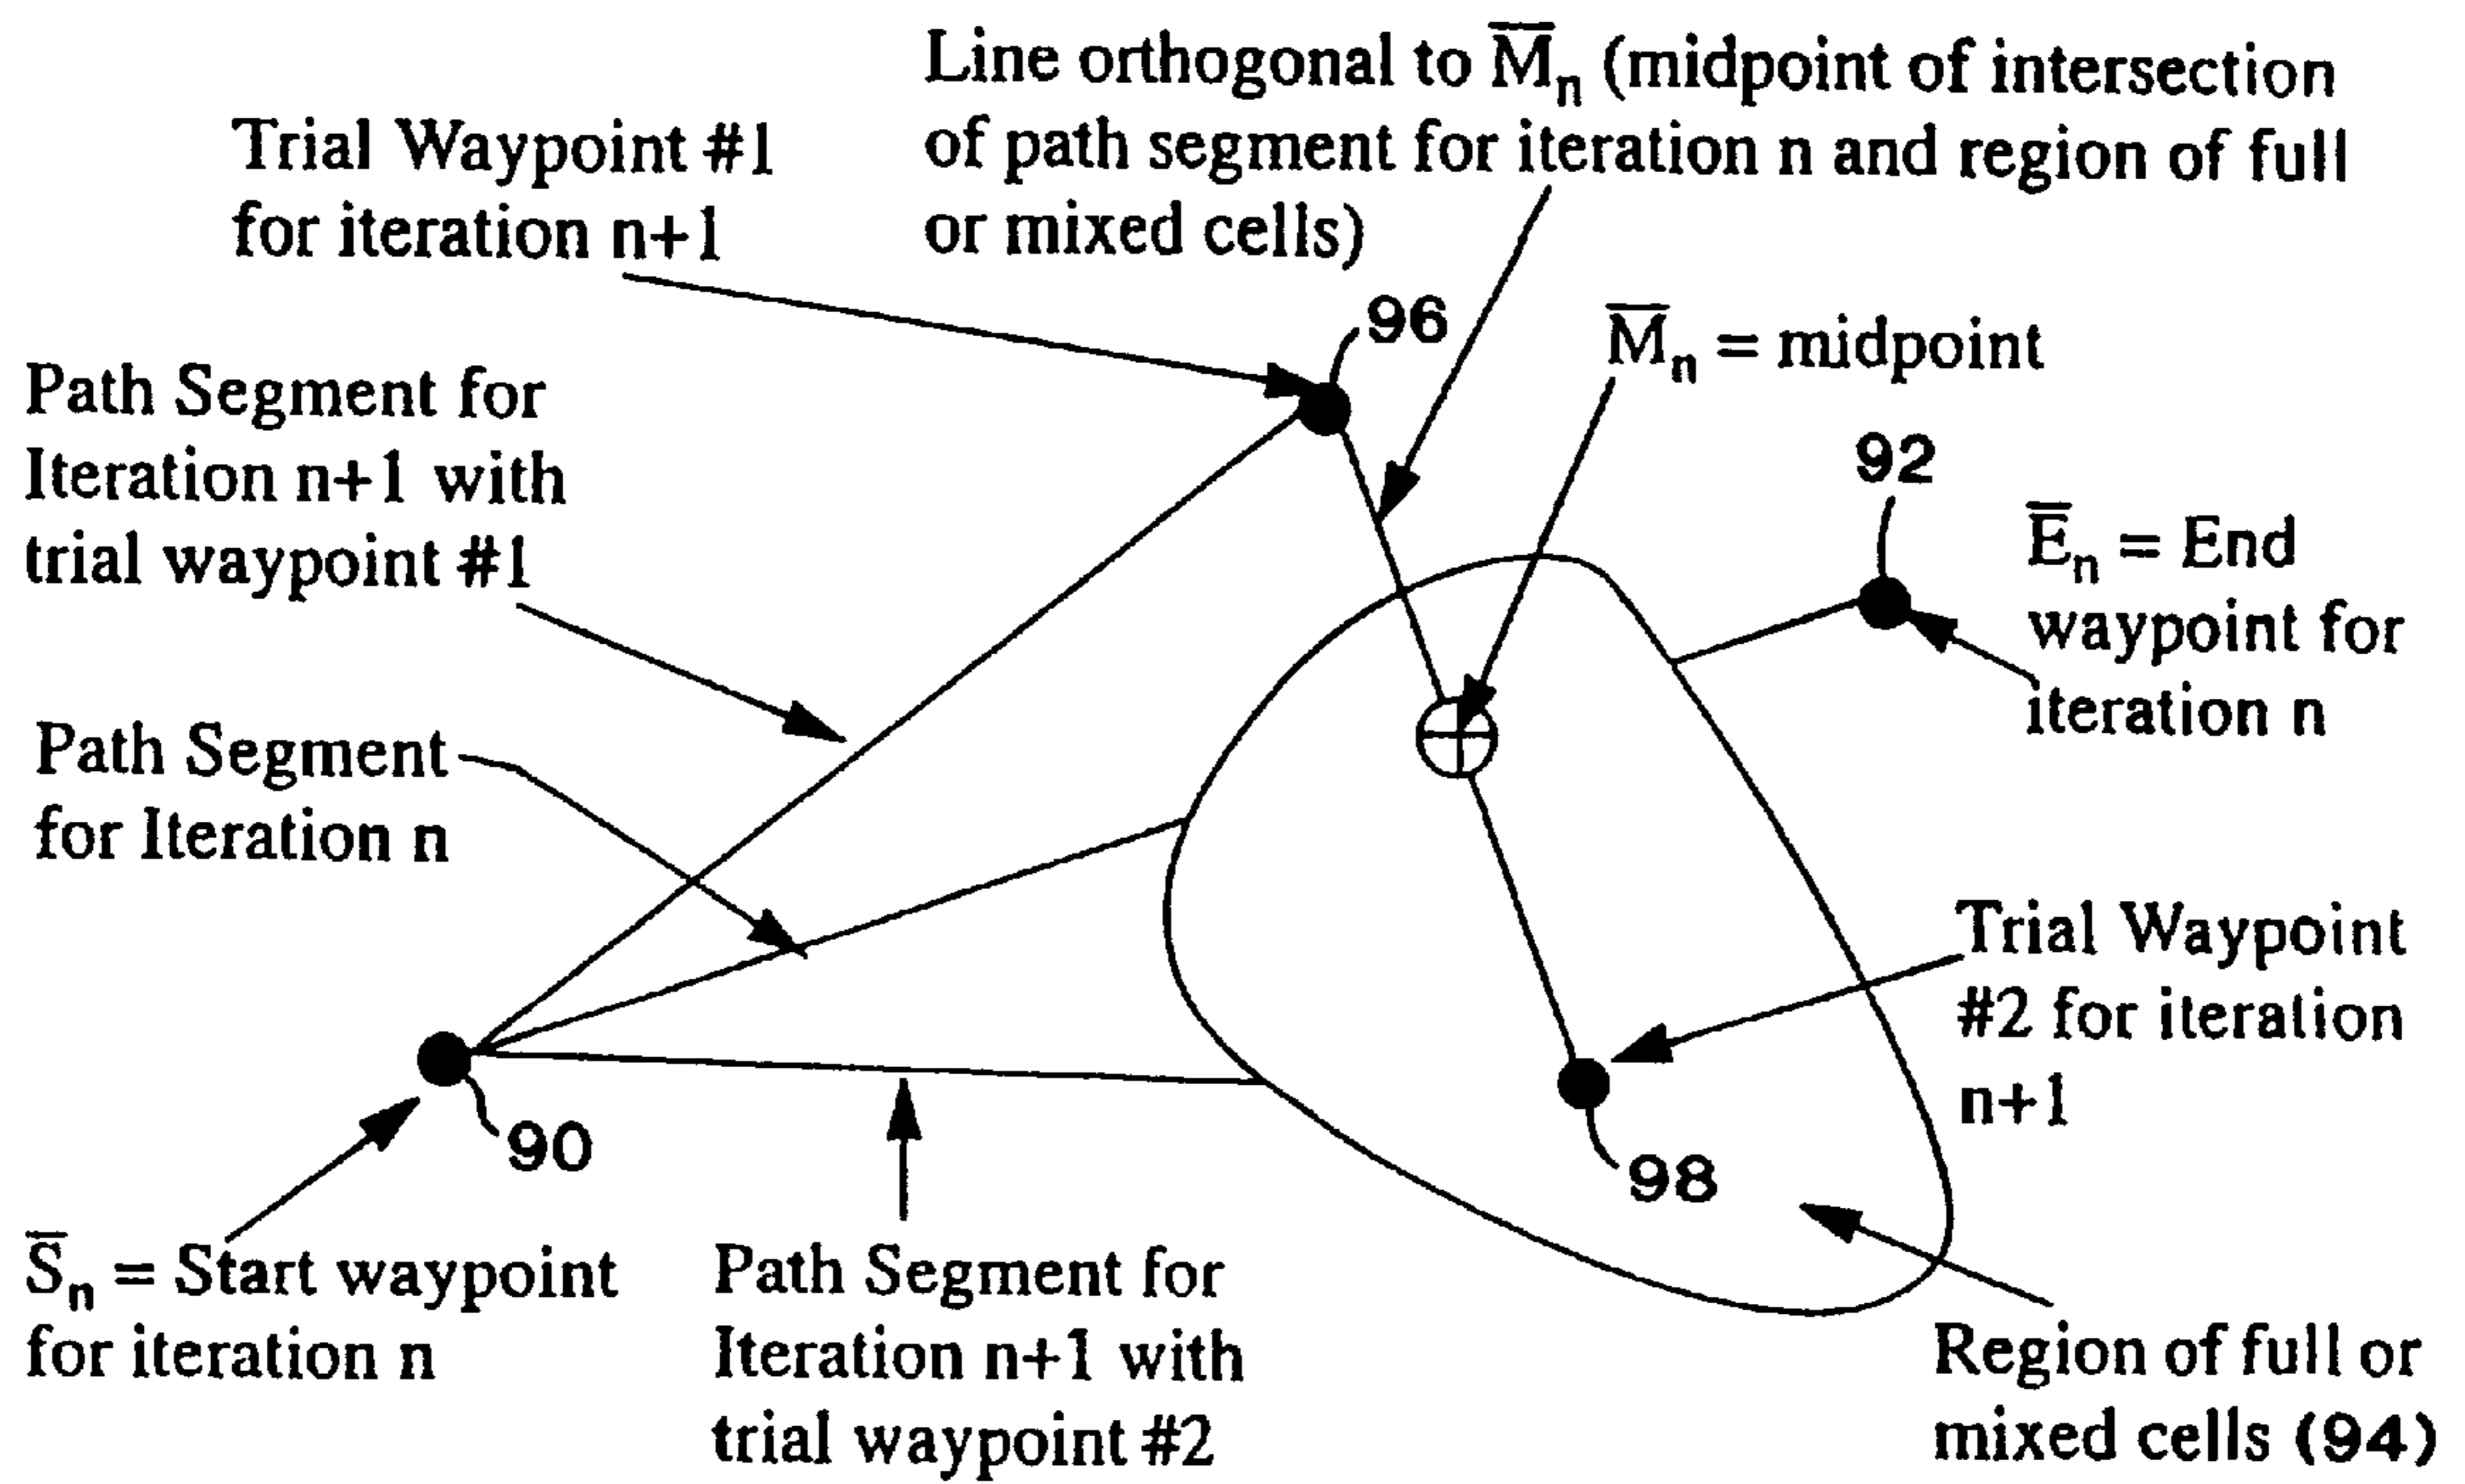 Line orthogonal to M̅n (midpoint of intersection
of path segment for iteration n and region of full
or mixed cells)
Trial Waypoint #1
for iteration n+1
96
M̅n = midpoint
Path Segment for
Iteration n+1 with
trial waypoint #1
92
E̅n = End
waypoint for
iteration n
Path Segment
for Iteration n
Trial Waypoint
#2 for iteration
n+1
90
98
S̅n = Start waypoint
for iteration n
Path Segment for
Iteration n+1 with
trial waypoint #2
Region of full or
mixed cells (94)